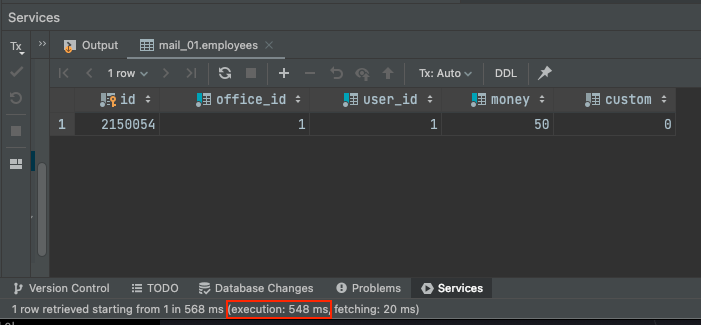 Services
Tx
Output
mail_01.employees
1 row
Tx: Auto
DDL
id office_id user_id money custom
1 2150054 1 1 50 0
Version Control TODO Database Changes Problems Services
1 row retrieved starting from 1 in 568 ms (execution: 548 ms, fetching: 20 ms)